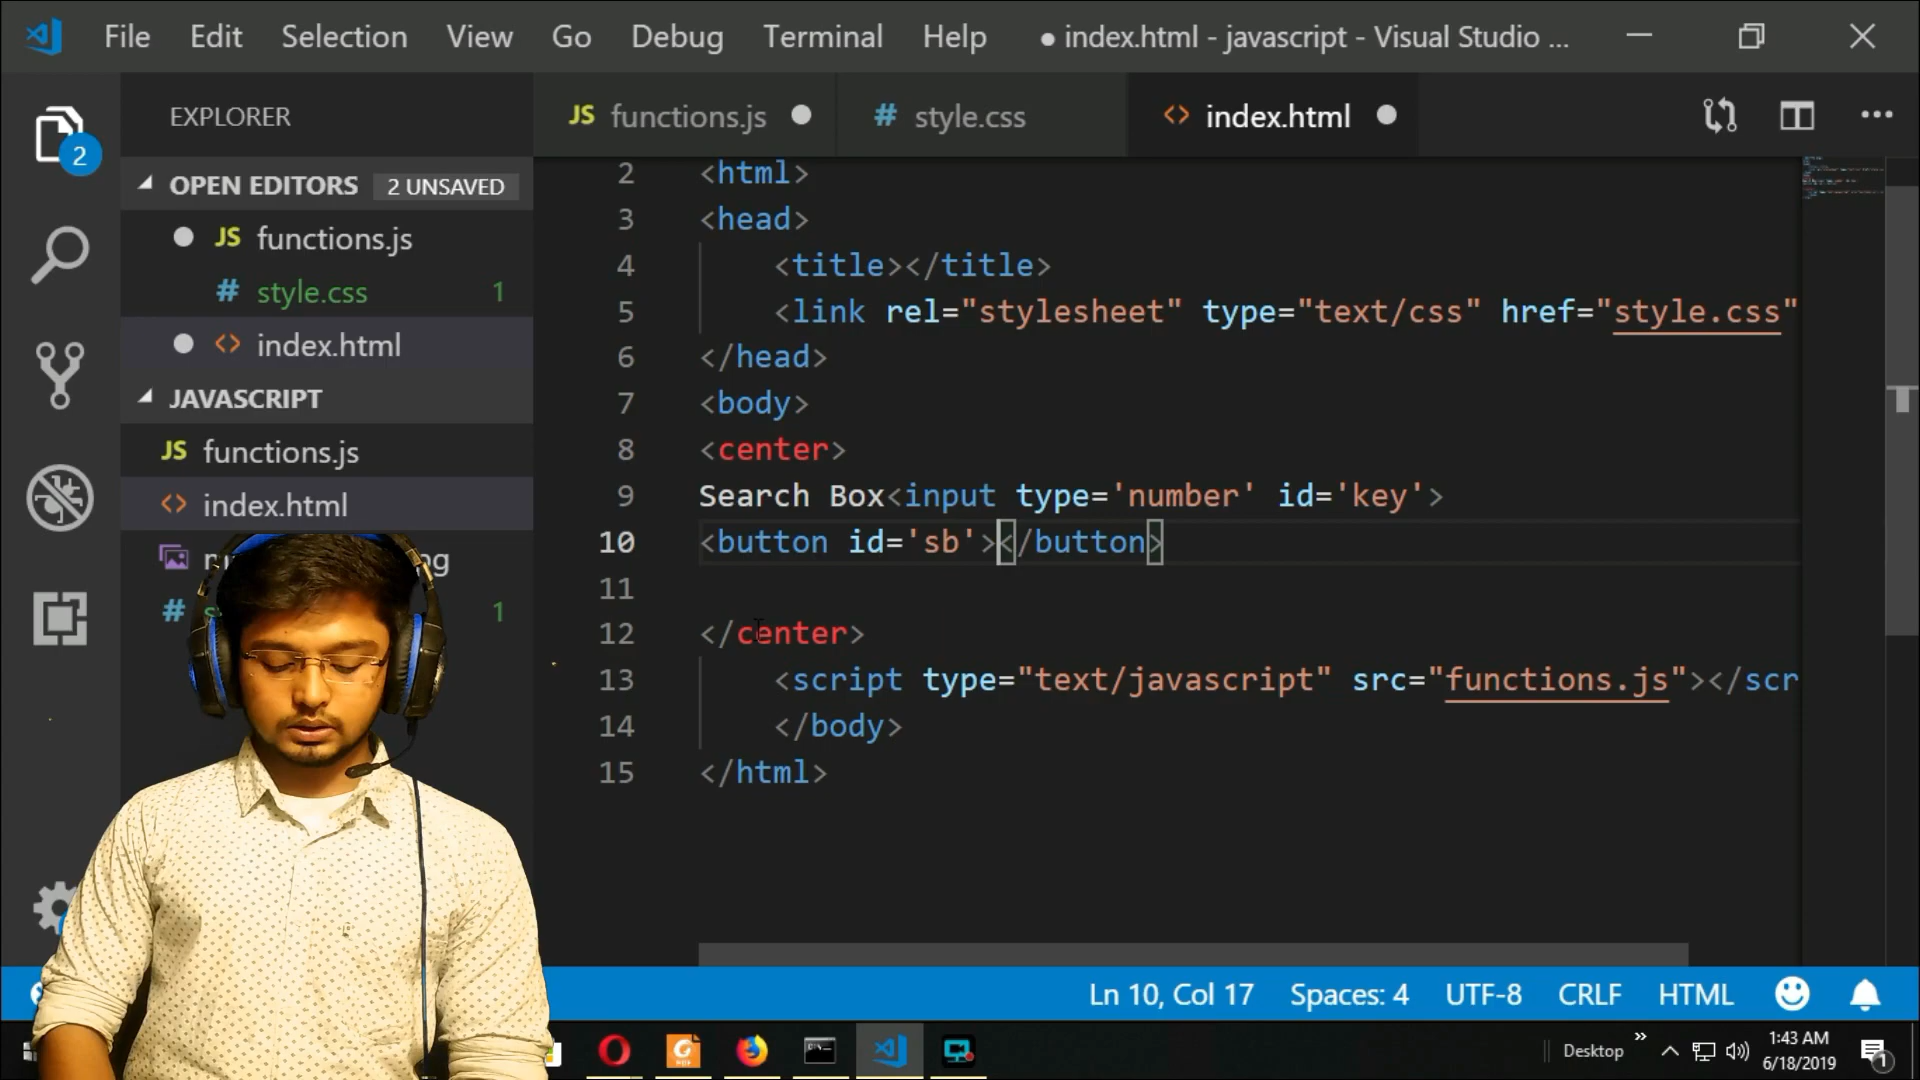 File Edit Selection View Go Debug Terminal Help ● index.html - javascript - Visual Studio ...
EXPLORER
JS functions.js
# style.css
<> index.html
2
OPEN EDITORS 2 UNSAVED
JS functions.js
# style.css 1
<> index.html
JAVASCRIPT
JS functions.js
<> index.html
# 1
2 <html>
3 <head>
4 <title></title>
5 <link rel="stylesheet" type="text/css" href="style.css"
6 </head>
7 <body>
8 <center>
9 Search Box<input type='number' id='key'>
10 <button id='sb'></button>
11
12 </center>
13 <script type="text/javascript" src="functions.js"></scr
14 </body>
15 </html>
Ln 10, Col 17 Spaces: 4 UTF-8 CRLF HTML
Desktop
1:43 AM
6/18/2019
1